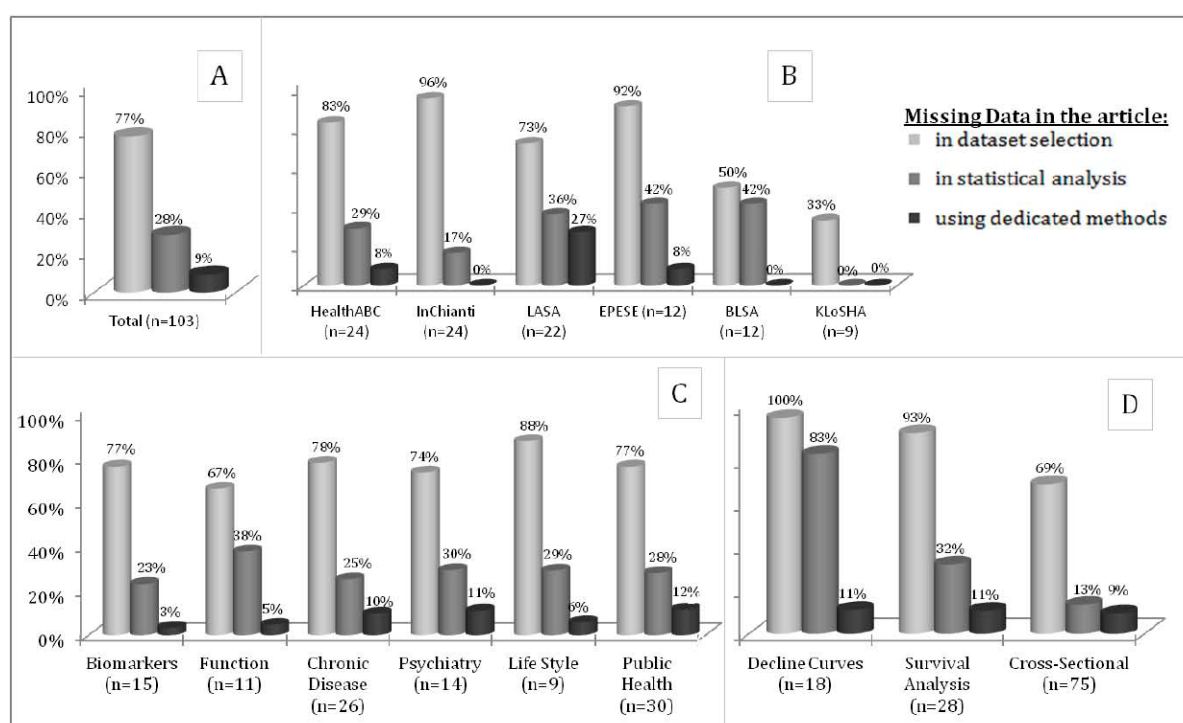 A
100%
80%
60%
40%
20%
0%
77%
28%
9%
Total (n=103)
B
83%
29%
8%
96%
17%
0%
73%
36%
27%
92%
42%
8%
50%
42%
0%
33%
0%
0%
HealthABC
(n=24)
InChianti
(n=24)
LASA
(n=22)
EPESE (n=12)
BLSA
(n=12)
KLoSHA
(n=9)
Missing Data in the article:
in dataset selection
in statistical analysis
using dedicated methods
C
100%
80%
60%
40%
20%
0%
77%
23%
3%
67%
38%
5%
78%
25%
10%
74%
30%
11%
88%
29%
6%
77%
28%
12%
Biomarkers
(n=15)
Function
(n=11)
Chronic
Disease
(n=26)
Psychiatry
(n=14)
Life Style
(n=9)
Public
Health
(n=30)
D
100%
83%
11%
93%
32%
11%
69%
13%
9%
Decline Curves
(n=18)
Survival
Analysis
(n=28)
Cross-Sectional
(n=75)